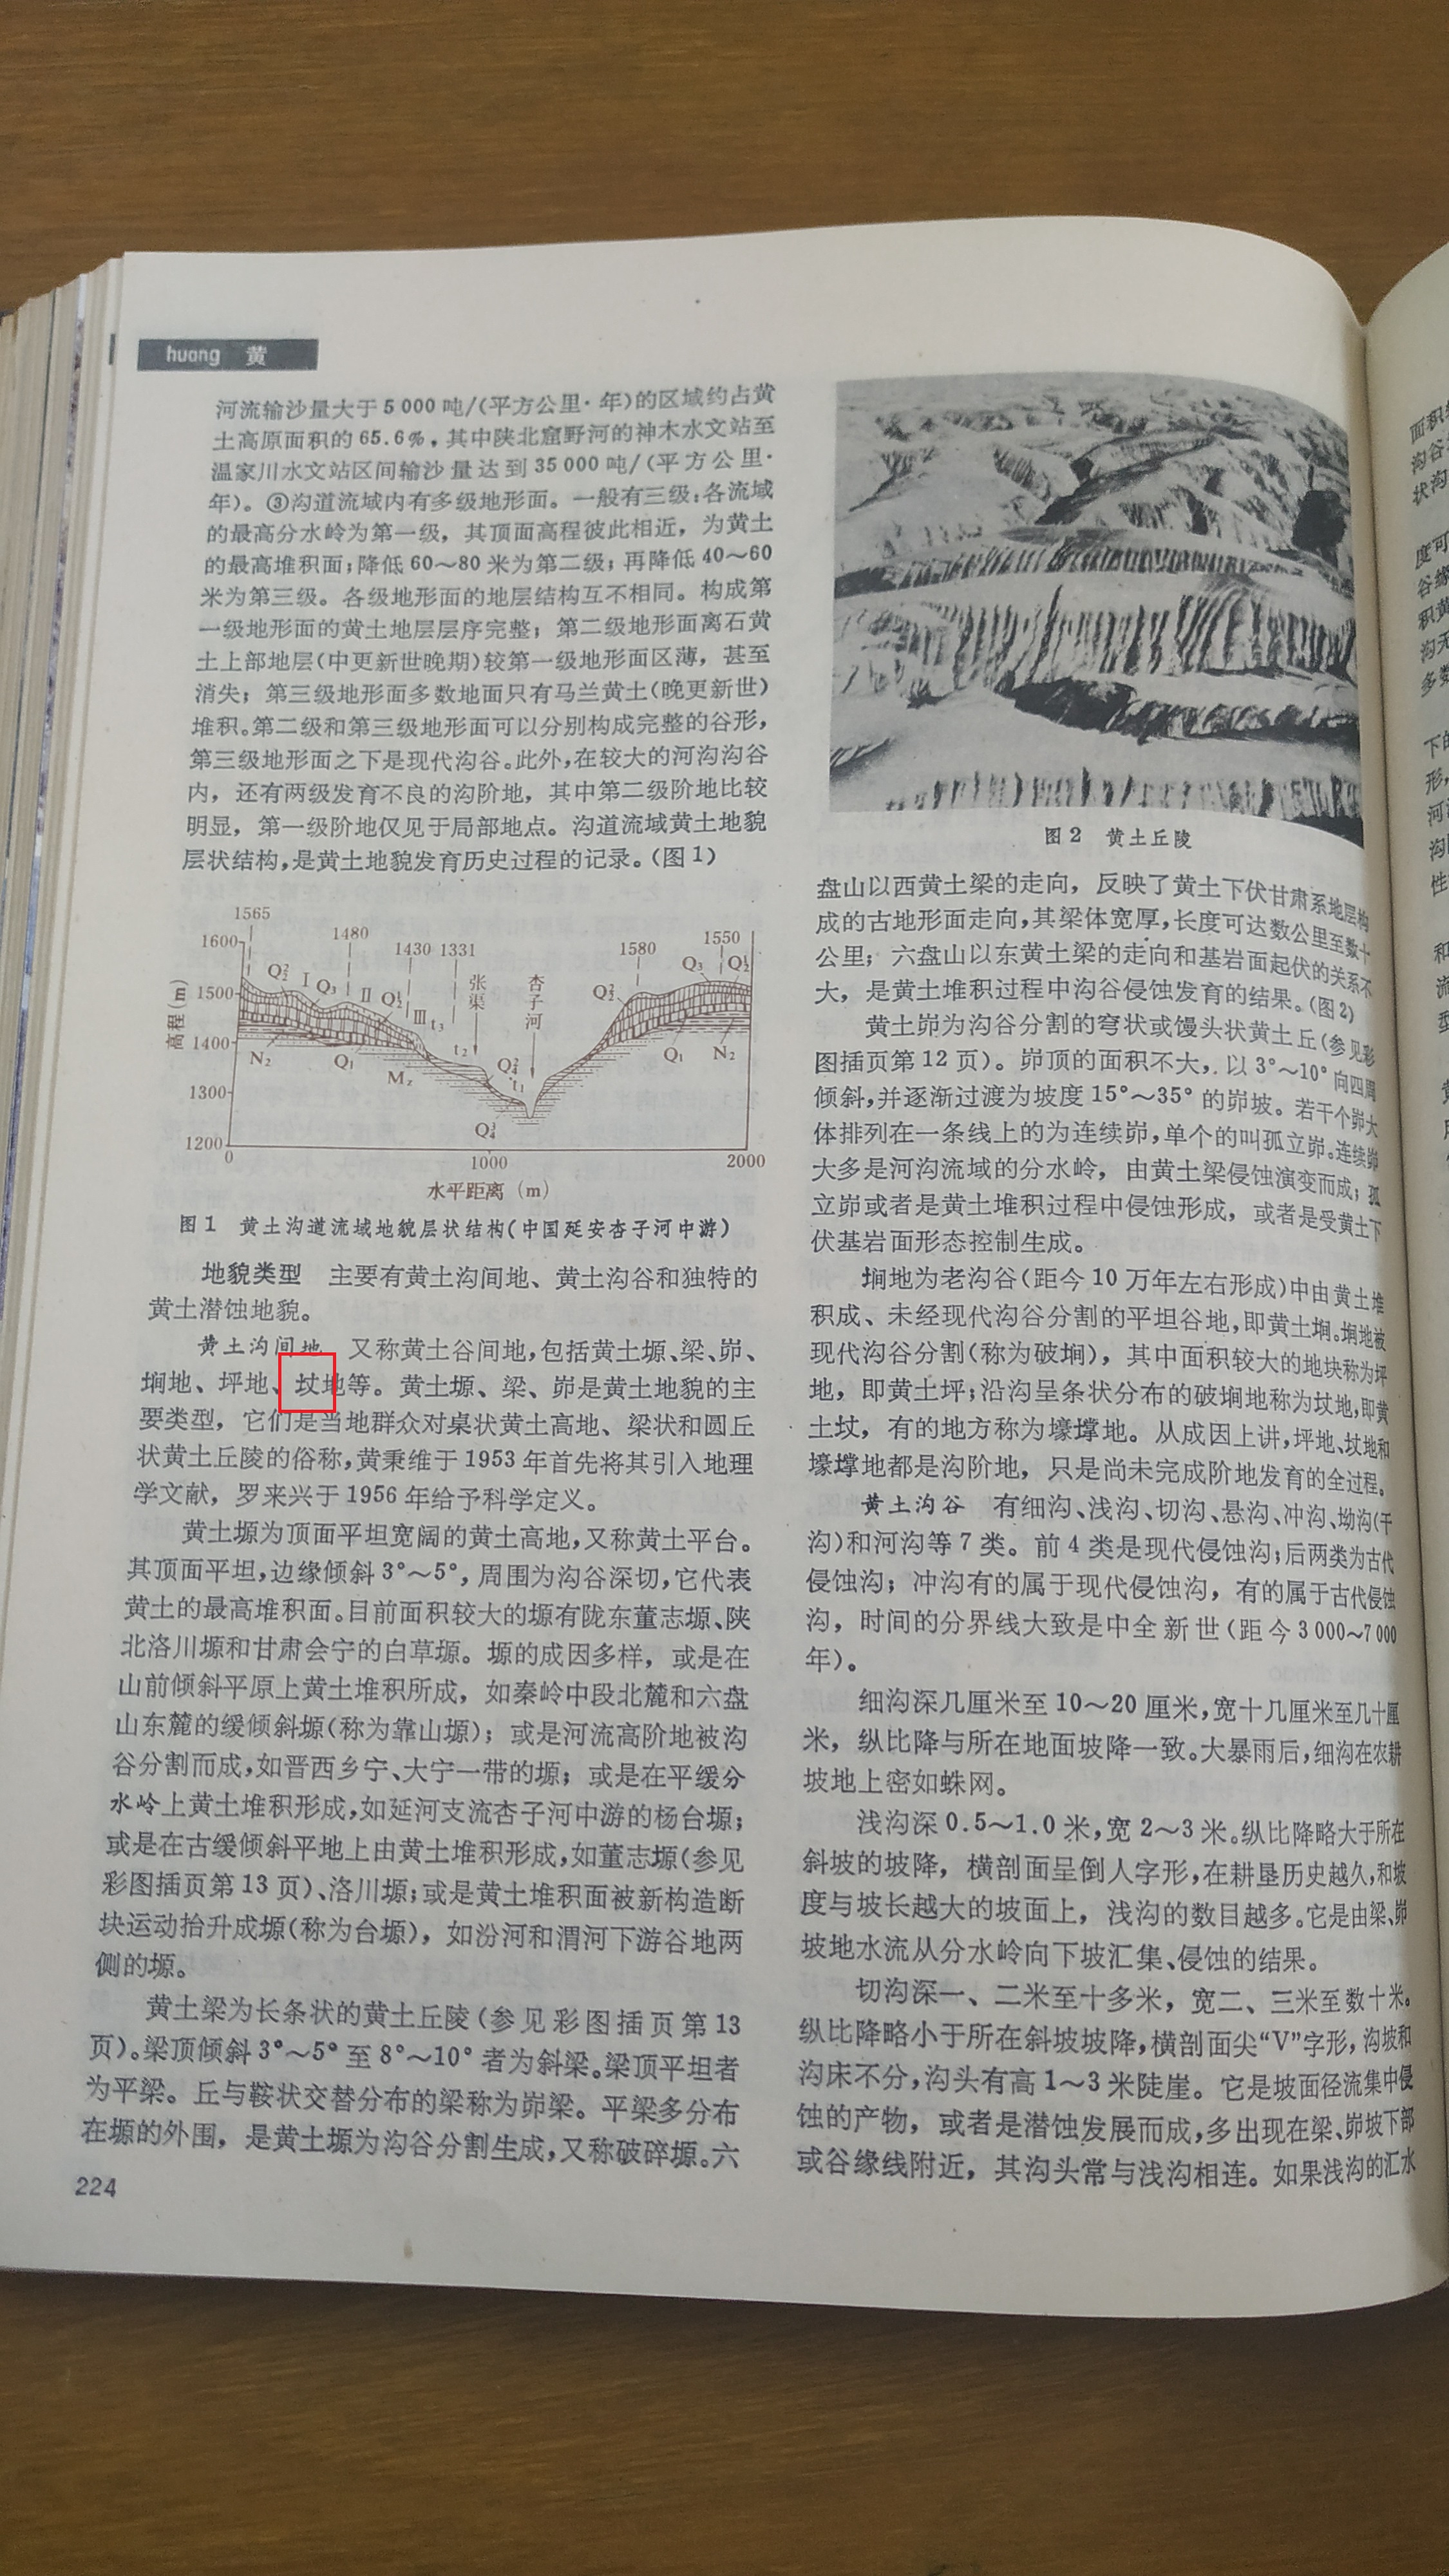 huang 黄
河流输沙量大于5 000吨/(平方公里·年)的区域约占黄
土高原面积的65.6%，其中陕北窟野河的神木水文站至
温家川水文站区间输沙量达到35 000吨/(平方公里·
年)。③沟道流域内有多级地形面。一般有三级：各流域
的最高分水岭为第一级，其顶面高程彼此相近，为黄土
的最高堆积面；降低60～80米为第二级；再降低40～60
米为第三级。各级地形面的地层结构互不相同。构成第
一级地形面的黄土地层层序完整；第二级地形面离石黄
土上部地层(中更新世晚期)较第一级地形面区薄，甚至
消失；第三级地形面多数地面只有马兰黄土(晚更新世)
堆积。第二级和第三级地形面可以分别构成完整的谷形，
第三级地形面之下是现代沟谷。此外，在较大的河沟沟谷
内，还有两级发育不良的沟阶地，其中第二级阶地比较
明显，第一级阶地仅见于局部地点。沟道流域黄土地貌
层状结构，是黄土地貌发育历史过程的记录。(图1)
1565
1480
1430 1331
1580
1550
1600
1500
1400
1300
1200
高程(m)
Q₂² Ⅰ Q₃ Ⅱ Q₂¹ Ⅲ t₃
张渠
杏子河
Q₂² Q₃ Q₂¹
N₂ Q₁ M₂ t₂ Q₄² t₁ Q₄¹ Q₁ N₂
0 1000 2000
水平距离(m)
图1 黄土沟道流域地貌层状结构(中国延安杏子河中游)
地貌类型 主要有黄土沟间地、黄土沟谷和独特的
黄土潜蚀地貌。
黄土沟间地 又称黄土谷间地，包括黄土塬、梁、峁、
墹地、坪地、坟地等。黄土塬、梁、峁是黄土地貌的主
要类型，它们是当地群众对桌状黄土高地、梁状和圆丘
状黄土丘陵的俗称，黄秉维于1953年首先将其引入地理
学文献，罗来兴于1956年给予科学定义。
黄土塬为顶面平坦宽阔的黄土高地，又称黄土平台。
其顶面平坦，边缘倾斜3°～5°，周围为沟谷深切，它代表
黄土的最高堆积面。目前面积较大的塬有陇东董志塬、陕
北洛川塬和甘肃会宁的白草塬。塬的成因多样，或是在
山前倾斜平原上黄土堆积所成，如秦岭中段北麓和六盘
山东麓的缓倾斜塬(称为靠山塬)；或是河流高阶地被沟
谷分割而成，如晋西乡宁、大宁一带的塬；或是在平缓分
水岭上黄土堆积形成，如延河支流杏子河中游的杨台塬；
或是在古缓倾斜平地上由黄土堆积形成，如董志塬(参见
彩图插页第13页)、洛川塬；或是黄土堆积面被新构造断
块运动抬升成塬(称为台塬)，如汾河和渭河下游谷地两
侧的塬。
黄土梁为长条状的黄土丘陵(参见彩图插页第13
页)。梁顶倾斜3°～5°至8°～10°者为斜梁。梁顶平坦者
为平梁。丘与鞍状交替分布的梁称为峁梁。平梁多分布
在塬的外围，是黄土塬为沟谷分割生成，又称破碎塬。六
224
图2 黄土丘陵
盘山以西黄土梁的走向，反映了黄土下伏甘肃系地层构
成的古地形面走向，其梁体宽厚，长度可达数公里至数十
公里；六盘山以东黄土梁的走向和基岩面起伏的关系不
大，是黄土堆积过程中沟谷侵蚀发育的结果。(图2)
黄土峁为沟谷分割的穹状或馒头状黄土丘(参见彩
图插页第12页)。峁顶的面积不大，以3°～10°向四周
倾斜，并逐渐过渡为坡度15°～35°的峁坡。若干个峁大
体排列在一条线上的为连续峁，单个的叫孤立峁。连续峁
大多是河沟流域的分水岭，由黄土梁侵蚀演变而成；孤
立峁或者是黄土堆积过程中侵蚀形成，或者是受黄土下
伏基岩面形态控制生成。
墹地为老沟谷(距今10万年左右形成)中由黄土堆
积成、未经现代沟谷分割的平坦谷地，即黄土墹。墹地被
现代沟谷分割(称为破墹)，其中面积较大的地块称为坪
地，即黄土坪；沿沟呈条状分布的破墹地称为坟地，即黄
土坟，有的地方称为壕㙩地。从成因上讲，坪地、坟地和
壕㙩地都是沟阶地，只是尚未完成阶地发育的全过程。
黄土沟谷 有细沟、浅沟、切沟、悬沟、冲沟、坳沟(干
沟)和河沟等7类。前4类是现代侵蚀沟；后两类为古代
侵蚀沟；冲沟有的属于现代侵蚀沟，有的属于古代侵蚀
沟，时间的分界线大致是中全新世(距今3 000～7 000
年)。
细沟深几厘米至10～20厘米，宽十几厘米至几十厘
米，纵比降与所在地面坡降一致。大暴雨后，细沟在农耕
坡地上密如蛛网。
浅沟深0.5～1.0米，宽2～3米。纵比降略大于所在
斜坡的坡降，横剖面呈倒人字形，在耕垦历史越久，和坡
度与坡长越大的坡面上，浅沟的数目越多。它是由梁、峁
坡地水流从分水岭向下坡汇集、侵蚀的结果。
切沟深一、二米至十多米，宽二、三米至数十米。
纵比降略小于所在斜坡坡降，横剖面尖“V”字形，沟坡和
沟床不分，沟头有高1～3米陡崖。它是坡面径流集中侵
蚀的产物，或者是潜蚀发展而成，多出现在梁、峁坡下部
或谷缘线附近，其沟头常与浅沟相连。如果浅沟的汇水